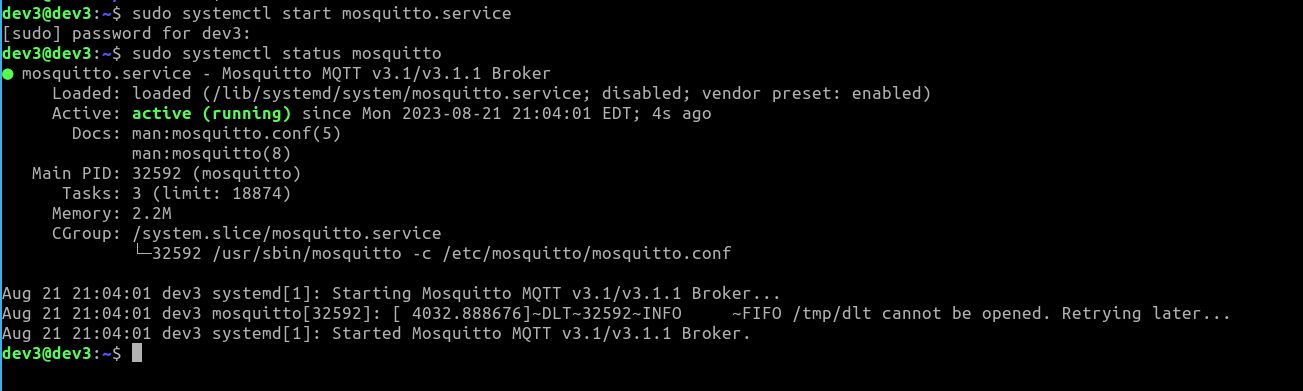 dev3@dev3:~$ sudo systemctl start mosquitto.service
[sudo] password for dev3:
dev3@dev3:~$ sudo systemctl status mosquitto
● mosquitto.service - Mosquitto MQTT v3.1/v3.1.1 Broker
     Loaded: loaded (/lib/systemd/system/mosquitto.service; disabled; vendor preset: enabled)
     Active: active (running) since Mon 2023-08-21 21:04:01 EDT; 4s ago
       Docs: man:mosquitto.conf(5)
             man:mosquitto(8)
   Main PID: 32592 (mosquitto)
      Tasks: 3 (limit: 18874)
     Memory: 2.2M
     CGroup: /system.slice/mosquitto.service
             └─32592 /usr/sbin/mosquitto -c /etc/mosquitto/mosquitto.conf

Aug 21 21:04:01 dev3 systemd[1]: Starting Mosquitto MQTT v3.1/v3.1.1 Broker...
Aug 21 21:04:01 dev3 mosquitto[32592]: [ 4032.888676]~DLT~32592~INFO     ~FIFO /tmp/dlt cannot be opened. Retrying later...
Aug 21 21:04:01 dev3 systemd[1]: Started Mosquitto MQTT v3.1/v3.1.1 Broker.
dev3@dev3:~$